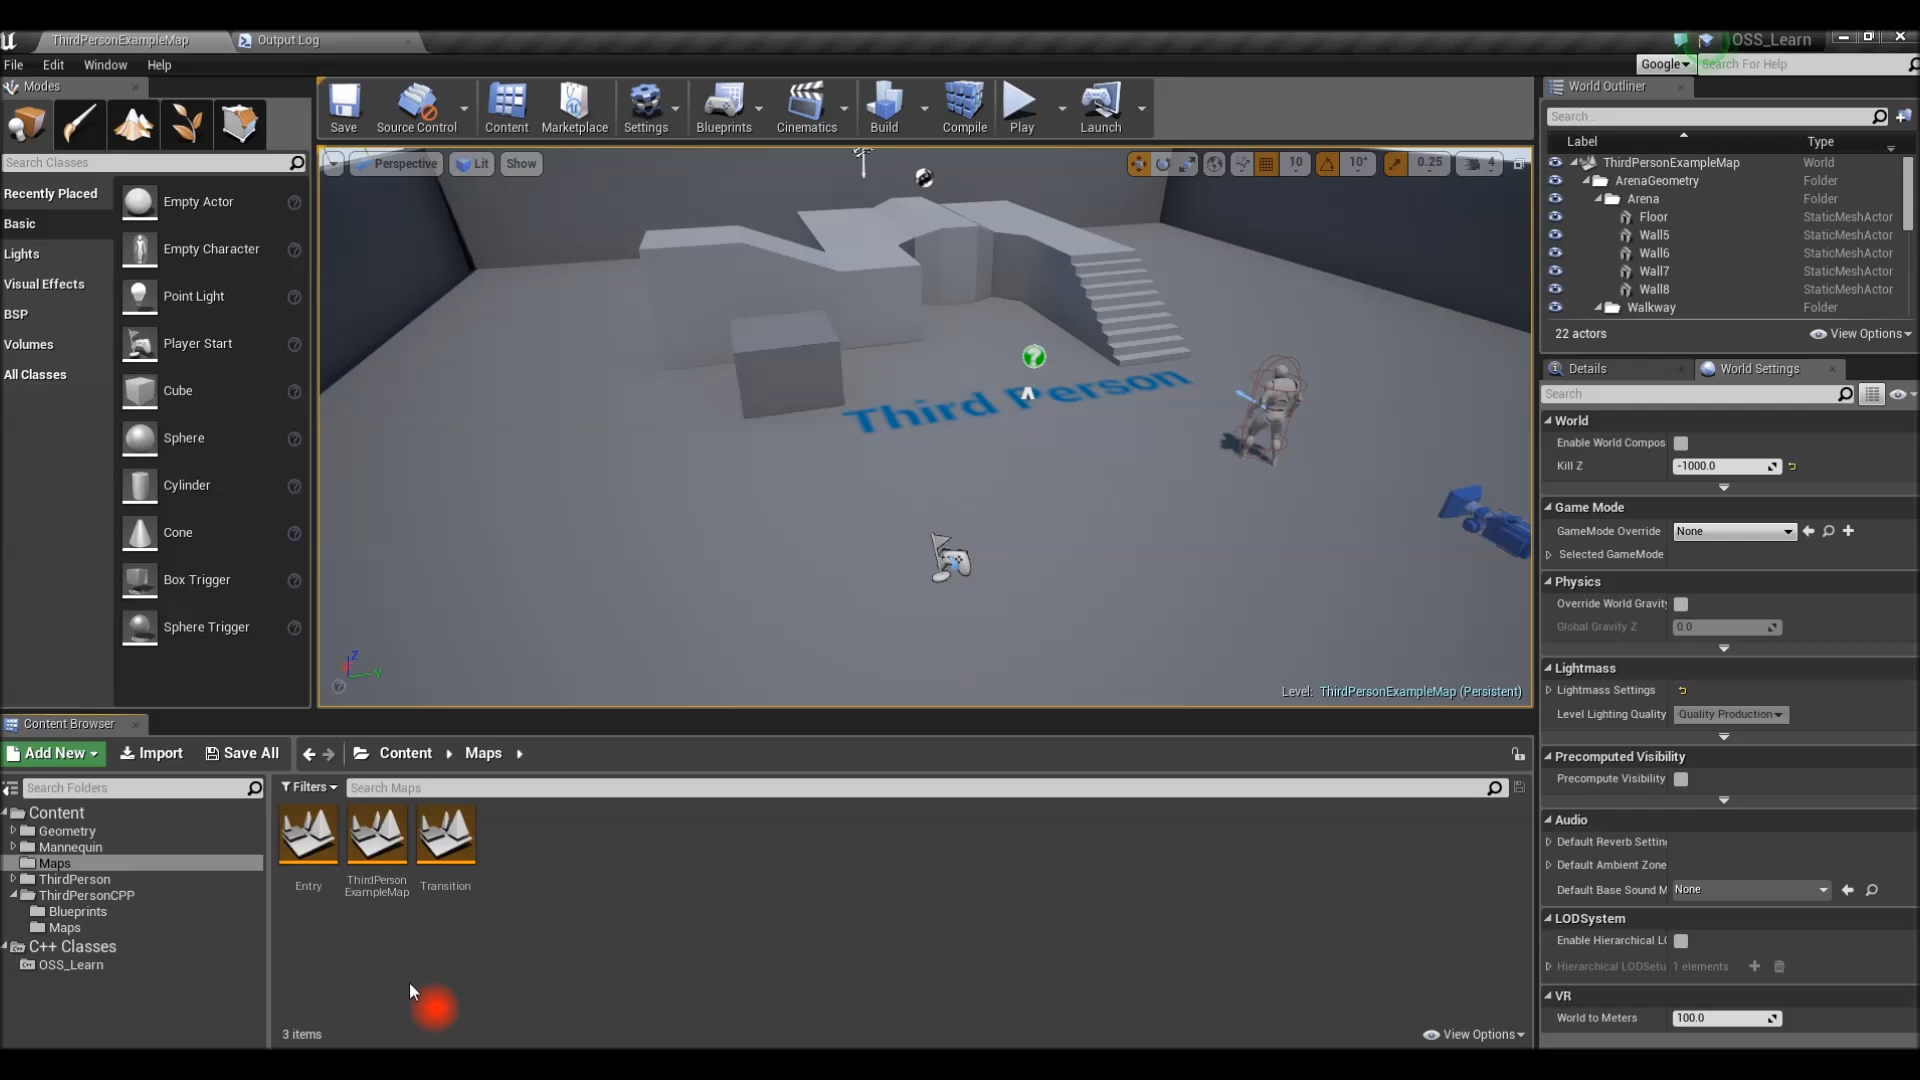 ThirdPersonExampleMap
Output Log
OSS_Learn
File Edit Window Help
Google
Search For Help
Modes
Save
Source Control
Content
Marketplace
Settings
Blueprints
Cinematics
Build
Compile
Play
Launch
Search Classes
Recently Placed
Basic
Lights
Visual Effects
BSP
Volumes
All Classes
Empty Actor
Empty Character
Point Light
Player Start
Cube
Sphere
Cylinder
Cone
Box Trigger
Sphere Trigger
Perspective
Lit
Show
10
10°
0.25
4
Third Person
Z
Y
Level: ThirdPersonExampleMap (Persistent)
World Outliner
Search...
Label Type
ThirdPersonExampleMap World
ArenaGeometry Folder
Arena Folder
Floor StaticMeshActor
Wall5 StaticMeshActor
Wall6 StaticMeshActor
Wall7 StaticMeshActor
Wall8 StaticMeshActor
Walkway Folder
22 actors
View Options
Details
World Settings
Search
World
Enable World Compos
Kill Z -1000.0
Game Mode
GameMode Override None
Selected GameMode
Physics
Override World Gravity
Global Gravity Z 0.0
Lightmass
Lightmass Settings
Level Lighting Quality Quality Production
Precomputed Visibility
Precompute Visibility
Audio
Default Reverb Setting
Default Ambient Zone
Default Base Sound M None
LODSystem
Enable Hierarchical LO
Hierarchical LODSetu 1 elements
VR
World to Meters 100.0
Content Browser
Add New
Import
Save All
Content
Maps
Search Folders
Filters
Search Maps
Content
Geometry
Mannequin
Maps
ThirdPerson
ThirdPersonCPP
Blueprints
Maps
C++ Classes
OSS_Learn
Entry
ThirdPerson
ExampleMap
Transition
3 items
View Options